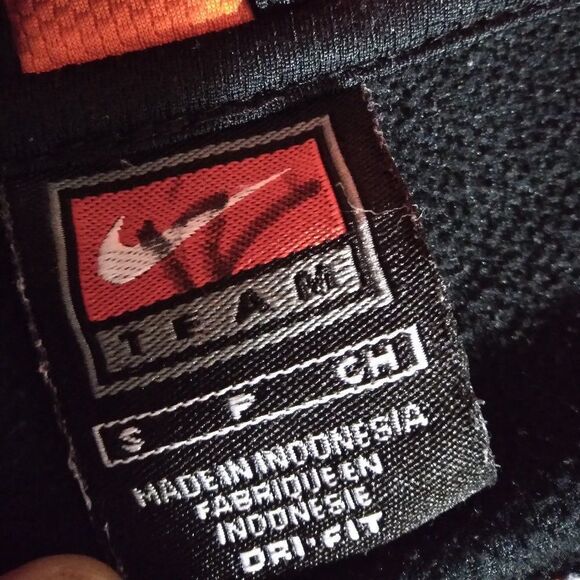 TEAM
S P CH
MADE IN INDONESIA
FABRIQUE EN
INDONESIE
DRI-FIT